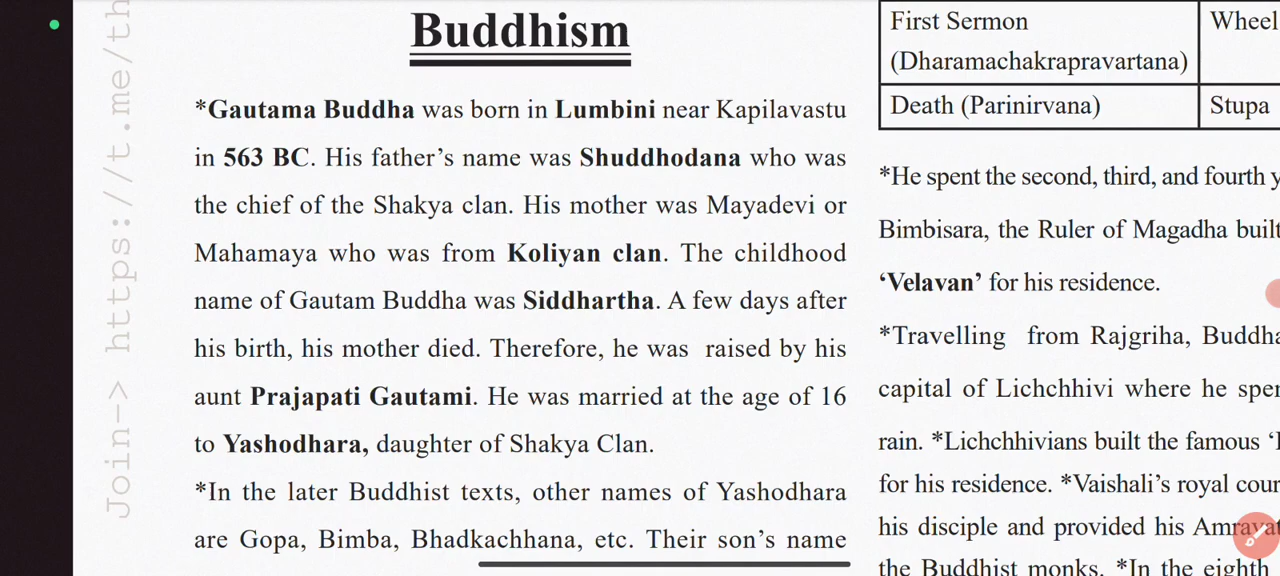 Join-> https://t.me/th
Buddhism
*Gautama Buddha was born in Lumbini near Kapilavastu
in 563 BC. His father’s name was Shuddhodana who was
the chief of the Shakya clan. His mother was Mayadevi or
Mahamaya who was from Koliyan clan. The childhood
name of Gautam Buddha was Siddhartha. A few days after
his birth, his mother died. Therefore, he was raised by his
aunt Prajapati Gautami. He was married at the age of 16
to Yashodhara, daughter of Shakya Clan.
*In the later Buddhist texts, other names of Yashodhara
are Gopa, Bimba, Bhadkachhana, etc. Their son’s name
First Sermon
(Dharamachakrapravartana)
Wheel
Death (Parinirvana)
Stupa
*He spent the second, third, and fourth y
Bimbisara, the Ruler of Magadha built
‘Velavan’ for his residence.
*Travelling from Rajgriha, Buddha
capital of Lichchhivi where he spen
rain. *Lichchhivians built the famous ‘
for his residence. *Vaishali’s royal cour
his disciple and provided his Amravat
the Buddhist monks. *In the eighth